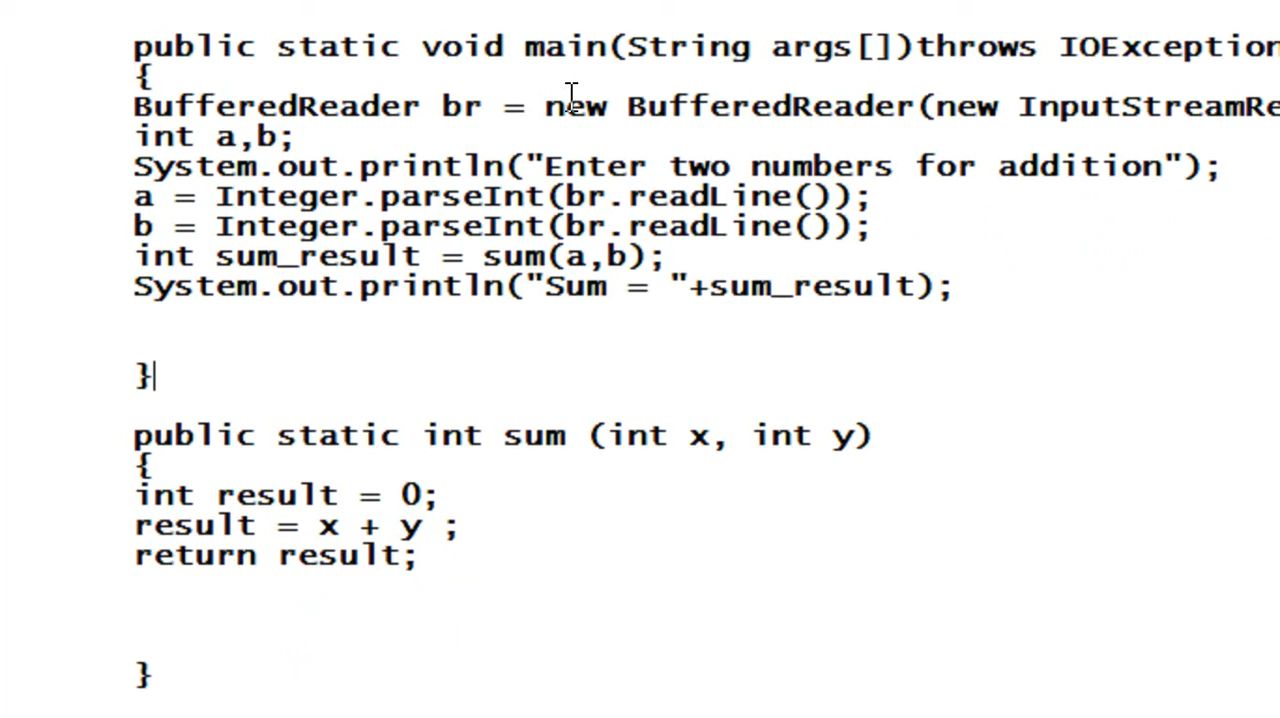 public static void main(String args[])throws IOException
{
BufferedReader br = new BufferedReader(new InputStreamRe
int a,b;
System.out.println("Enter two numbers for addition");
a = Integer.parseInt(br.readLine());
b = Integer.parseInt(br.readLine());
int sum_result = sum(a,b);
System.out.println("Sum = "+sum_result);
}
public static int sum (int x, int y)
{
int result = 0;
result = x + y ;
return result;
}